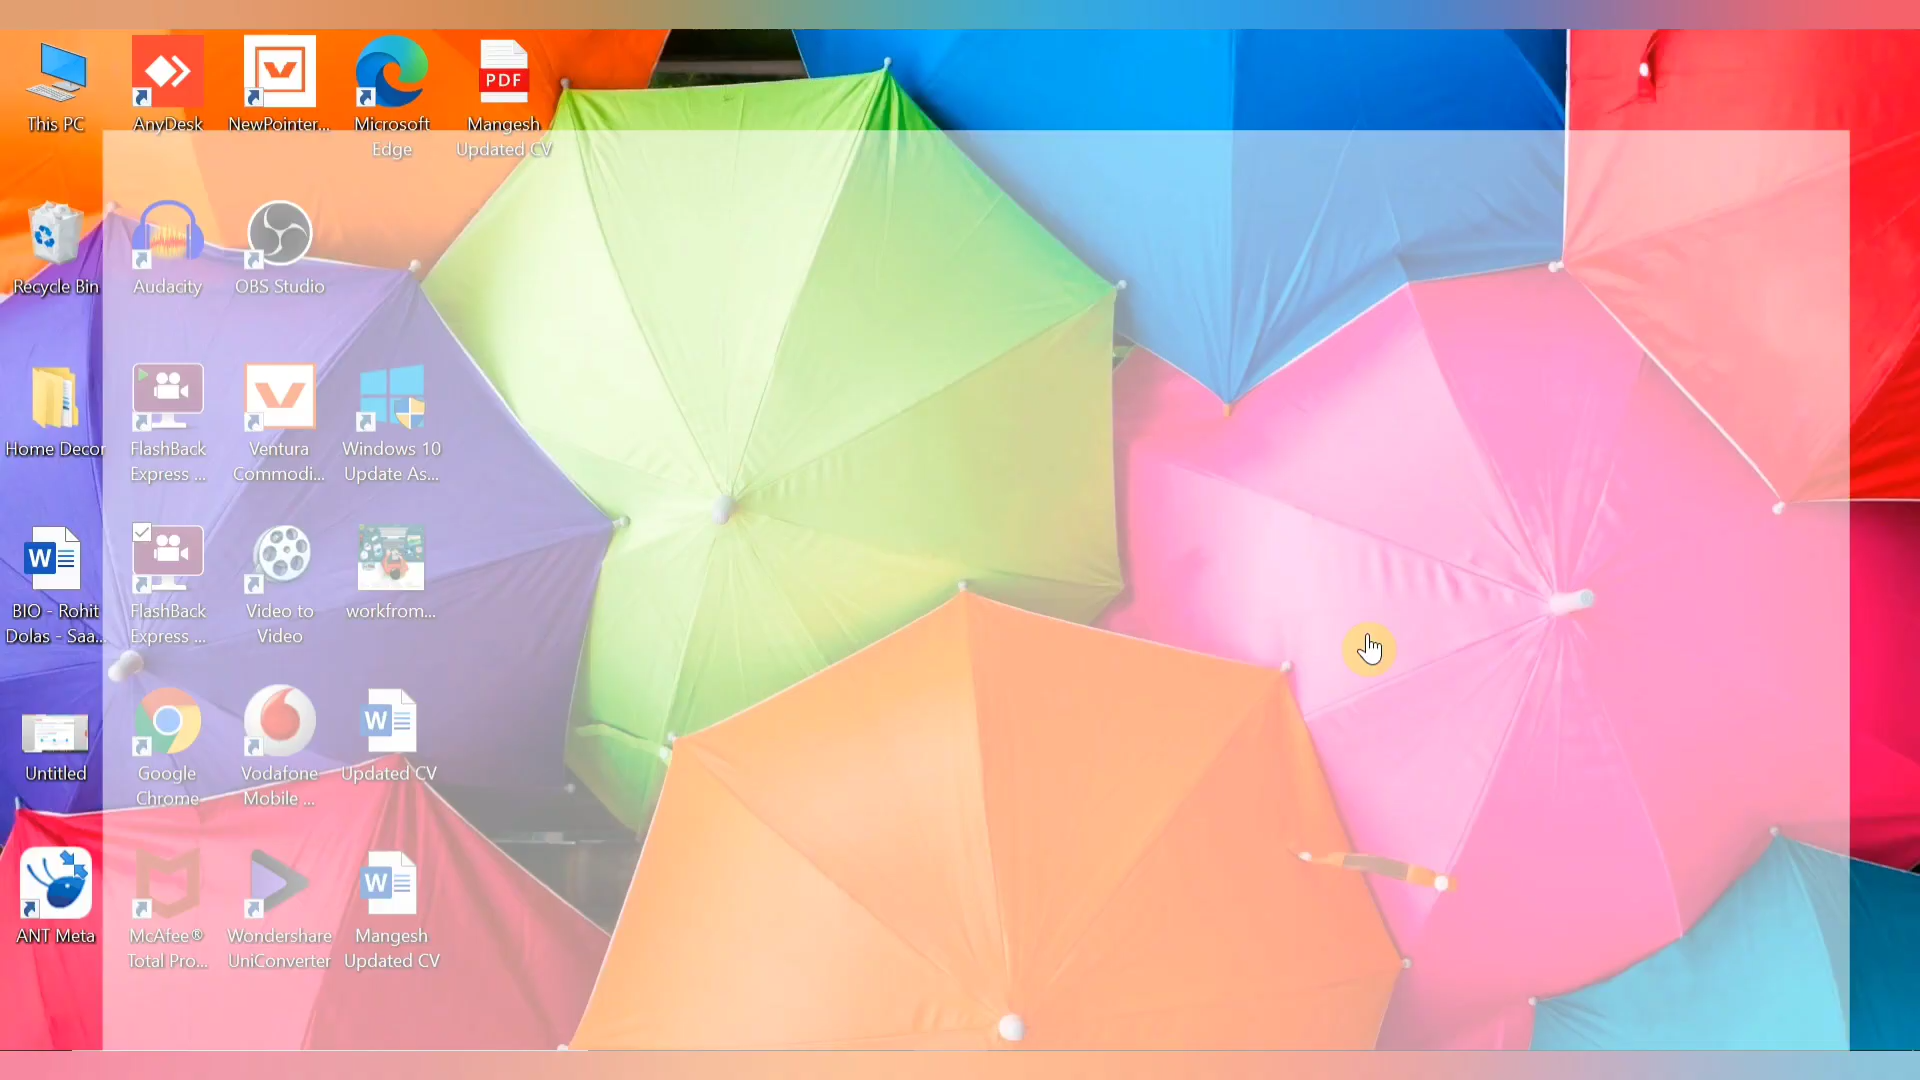 This PC
AnyDesk
NewPointer...
Microsoft
Edge
PDF
Mangesh
Updated CV
Recycle Bin
Audacity
OBS Studio
Home Decor
FlashBack
Express ...
Ventura
Commodi...
Windows 10
Update As...
W
BIO - Rohit
Dolas - Saa...
FlashBack
Express ...
Video to
Video
workfrom...
Untitled
Google
Chrome
Vodafone
Mobile ...
W
Updated CV
ANT Meta
McAfee®
Total Pro...
Wondershare
UniConverter
W
Mangesh
Updated CV